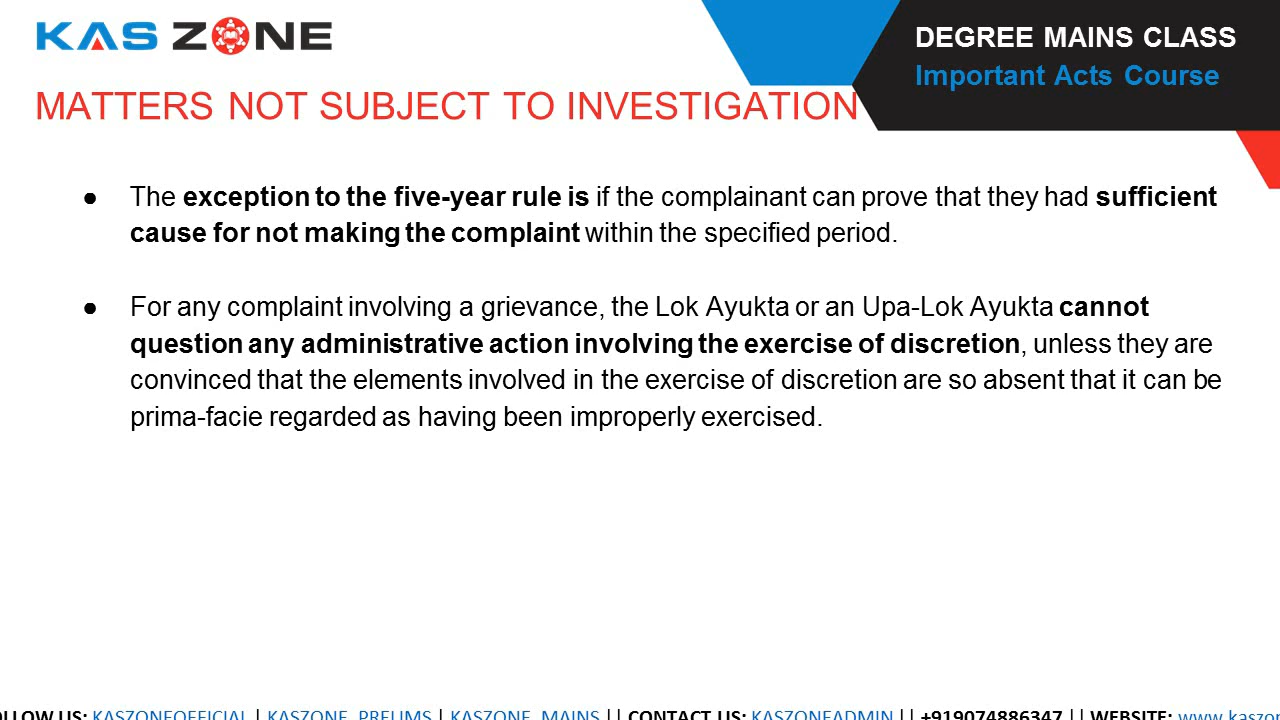 KAS ZONE
DEGREE MAINS CLASS
Important Acts Course
MATTERS NOT SUBJECT TO INVESTIGATION
● The exception to the five-year rule is if the complainant can prove that they had sufficient
cause for not making the complaint within the specified period.
● For any complaint involving a grievance, the Lok Ayukta or an Upa-Lok Ayukta cannot
question any administrative action involving the exercise of discretion, unless they are
convinced that the elements involved in the exercise of discretion are so absent that it can be
prima-facie regarded as having been improperly exercised.
US: KASZONEOFFICIAL | KASZONE_PRELIMS | KASZONE_MAINS || CONTACT US: KASZONEADMIN || +919074886347 || WEBSITE: www.kaszo